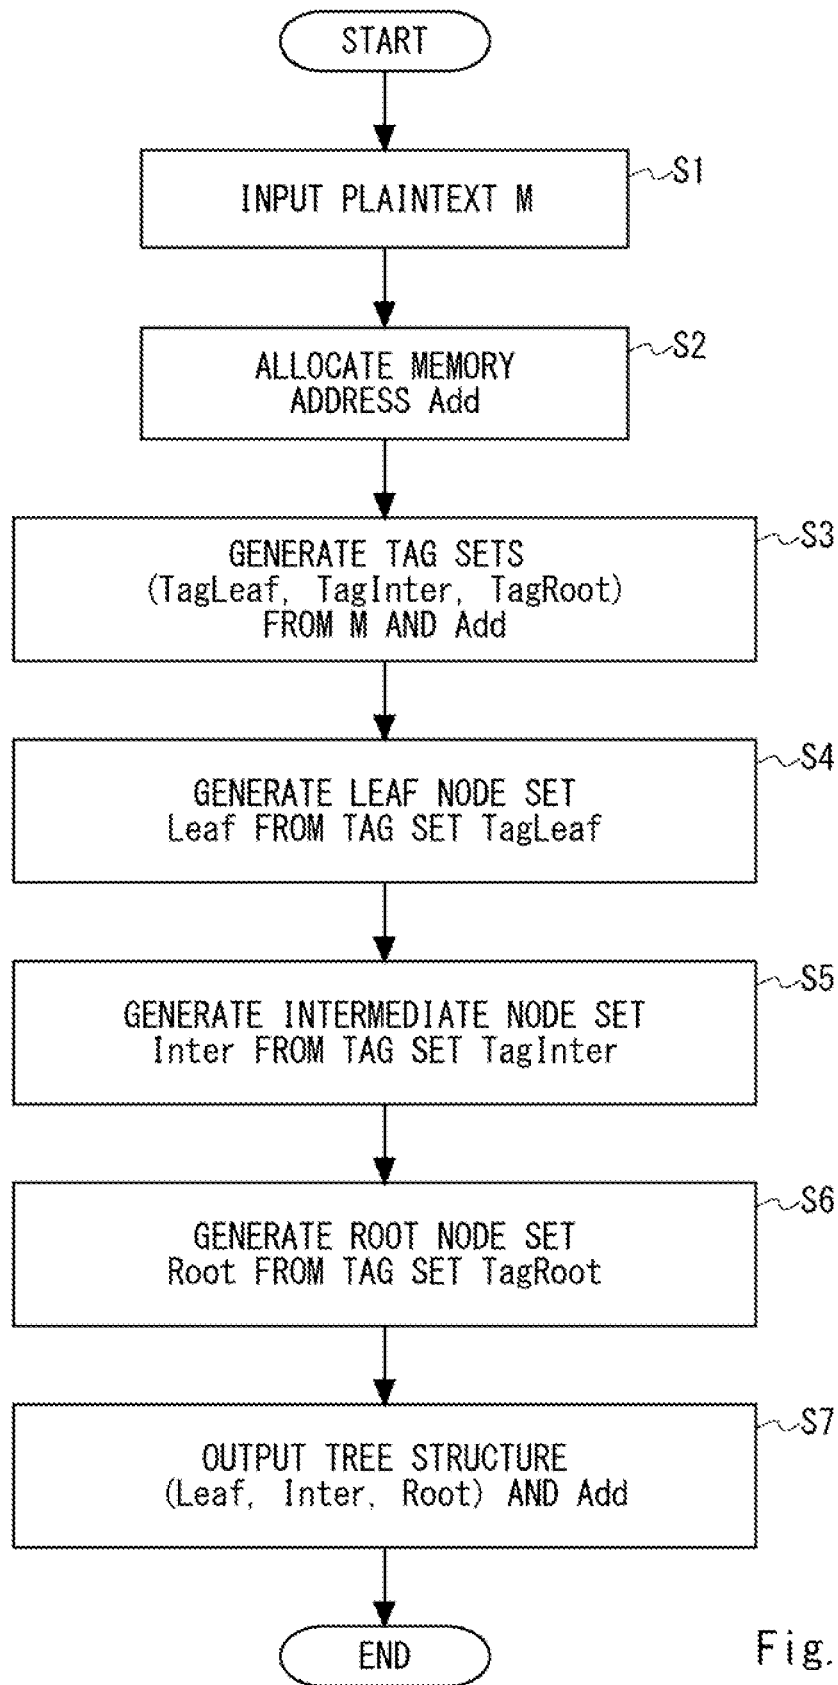 START
INPUT PLAINTEXT M
S1
ALLOCATE MEMORY
ADDRESS Add
S2
GENERATE TAG SETS
(TagLeaf, TagInter, TagRoot)
FROM M AND Add
S3
GENERATE LEAF NODE SET
Leaf FROM TAG SET TagLeaf
S4
GENERATE INTERMEDIATE NODE SET
Inter FROM TAG SET TagInter
S5
GENERATE ROOT NODE SET
Root FROM TAG SET TagRoot
S6
OUTPUT TREE STRUCTURE
(Leaf, Inter, Root) AND Add
S7
END
Fig.